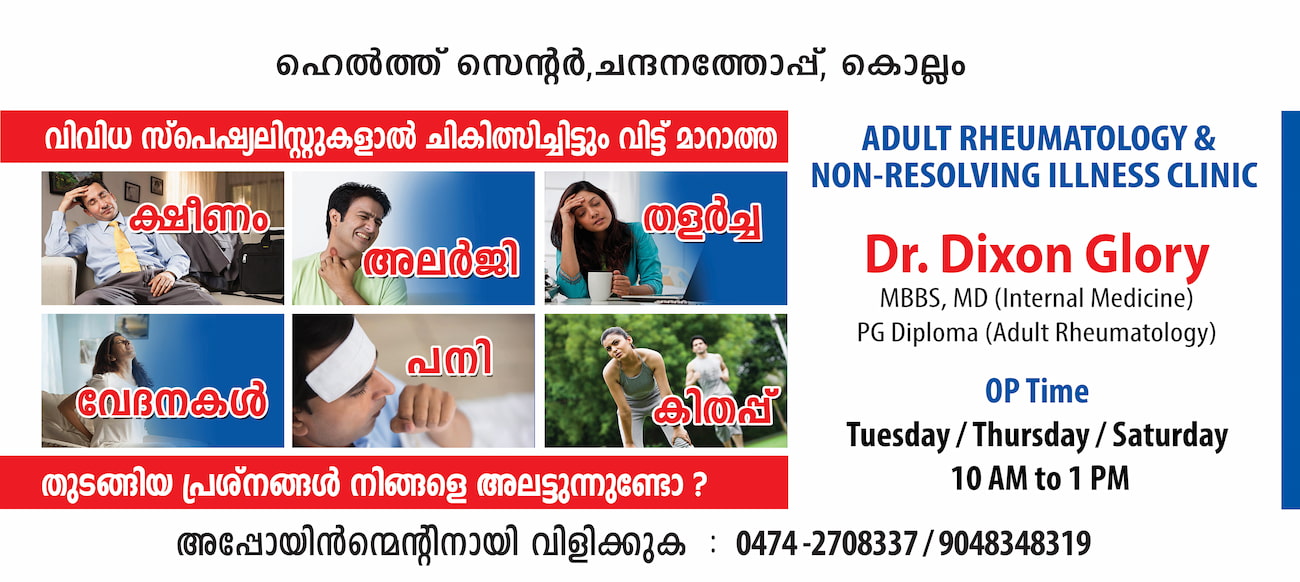 ഹെൽത്ത് സെന്റർ,ചന്ദനത്തോപ്പ്, കൊല്ലം
വിവിധ സ്പെഷ്യലിസ്റ്റുകളാൽ ചികിത്സിച്ചിട്ടും വിട്ട് മാറാത്ത
ക്ഷീണം
അലർജി
തളർച്ച
വേദനകൾ
പനി
കിതപ്പ്
തുടങ്ങിയ പ്രശ്നങ്ങൾ നിങ്ങളെ അലട്ടുന്നുണ്ടോ ?
ADULT RHEUMATOLOGY &
NON-RESOLVING ILLNESS CLINIC
Dr. Dixon Glory
MBBS, MD (Internal Medicine)
PG Diploma (Adult Rheumatology)
OP Time
Tuesday / Thursday / Saturday
10 AM to 1 PM
അപ്പോയിൻന്മെന്റിനായി വിളിക്കുക : 0474 -2708337 / 9048348319